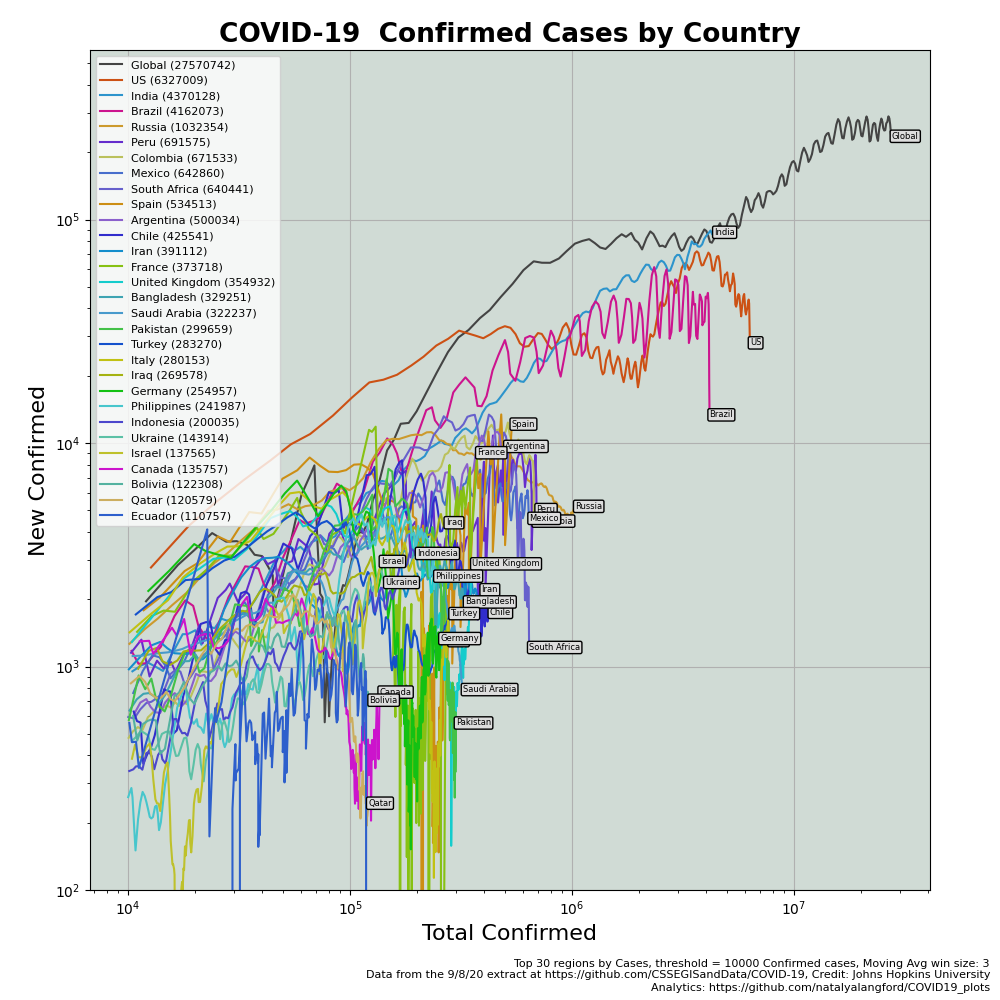 COVID-19  Confirmed Cases by Country
Global (27570742)
US (6327009)
India (4370128)
Brazil (4162073)
Russia (1032354)
Peru (691575)
Colombia (671533)
Mexico (642860)
South Africa (640441)
Spain (534513)
Argentina (500034)
Chile (425541)
Iran (391112)
France (373718)
United Kingdom (354932)
Bangladesh (329251)
Saudi Arabia (322237)
Pakistan (299659)
Turkey (283270)
Italy (280153)
Iraq (269578)
Germany (254957)
Philippines (241987)
Indonesia (200035)
Ukraine (143914)
Israel (137565)
Canada (135757)
Bolivia (122308)
Qatar (120579)
Ecuador (110757)
Global
India
US
Brazil
Spain
Argentina
France
Russia
Peru
Mexico
Iraq
Indonesia
Israel
United Kingdom
Philippines
Ukraine
Iran
Bangladesh
Turkey
Chile
Germany
South Africa
Saudi Arabia
Canada
Bolivia
Pakistan
Qatar
New Confirmed
10^5
10^4
10^3
10^2
10^4
10^5
10^6
10^7
Total Confirmed
Top 30 regions by Cases, threshold = 10000 Confirmed cases, Moving Avg win size: 3
Data from the 9/8/20 extract at https://github.com/CSSEGISandData/COVID-19, Credit: Johns Hopkins University
Analytics: https://github.com/natalyalangford/COVID19_plots